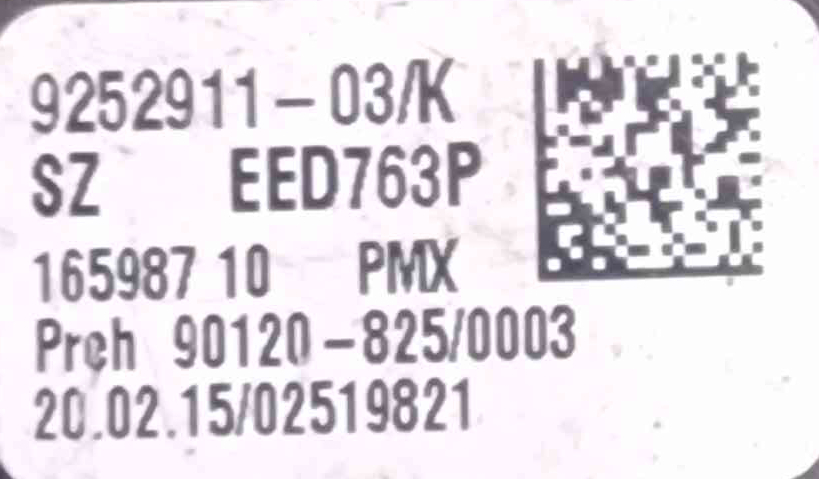 9252911-03/K
SZ EED763P
165987 10 PMX
Preh 90120-825/0003
20.02.15/02519821